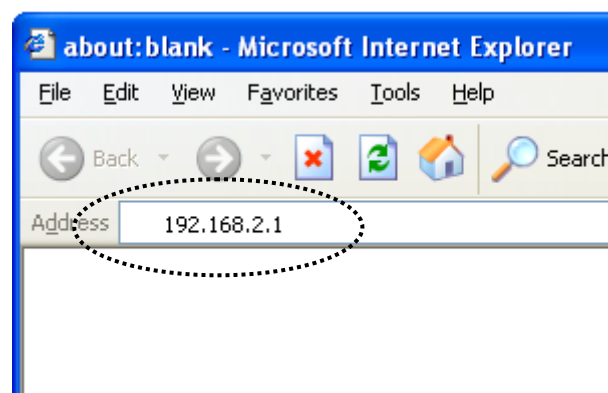 about:blank - Microsoft Internet Explorer
File Edit View Favorites Tools Help
Back Search
Address 192.168.2.1